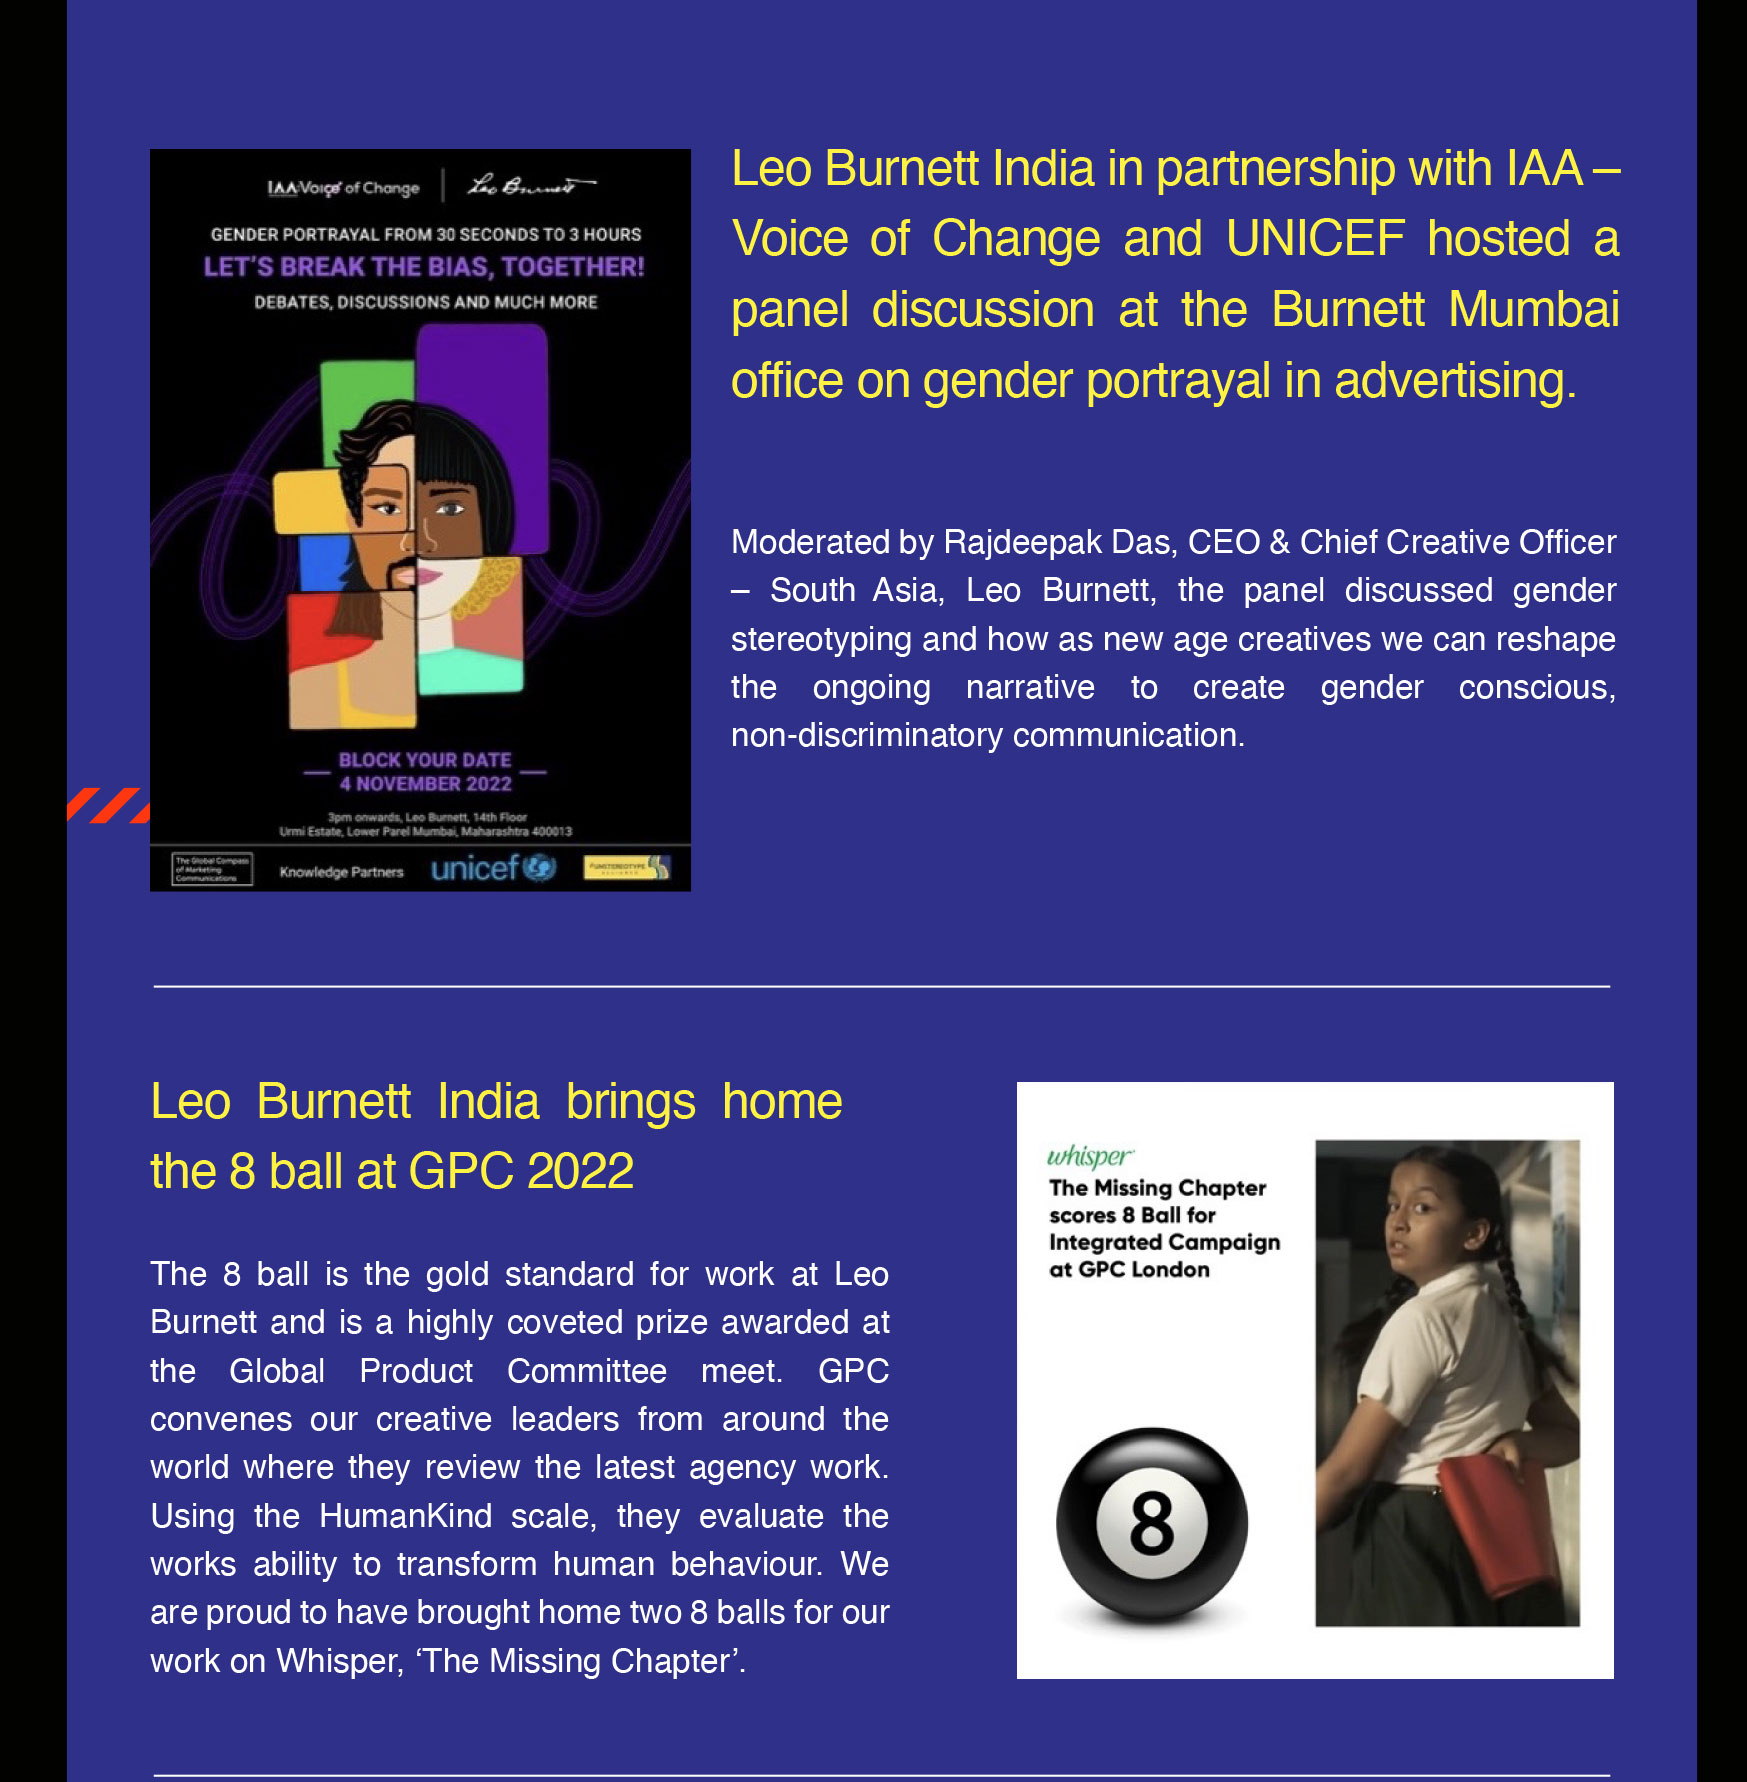 IAA Voice of Change
Leo Burnett
GENDER PORTRAYAL FROM 30 SECONDS TO 3 HOURS
LET'S BREAK THE BIAS, TOGETHER!
DEBATES, DISCUSSIONS AND MUCH MORE
BLOCK YOUR DATE
4 NOVEMBER 2022
3pm onwards, Leo Burnett, 14th Floor
Urmi Estate, Lower Parel Mumbai, Maharashtra 400013
The Global Compass
of Marketing
Communications
Knowledge Partners
unicef
UNSTEREOTYPE
ALLIANCE
Leo Burnett India in partnership with IAA –
Voice of Change and UNICEF hosted a
panel discussion at the Burnett Mumbai
office on gender portrayal in advertising.
Moderated by Rajdeepak Das, CEO & Chief Creative Officer
– South Asia, Leo Burnett, the panel discussed gender
stereotyping and how as new age creatives we can reshape
the ongoing narrative to create gender conscious,
non-discriminatory communication.
Leo Burnett India brings home
the 8 ball at GPC 2022
The 8 ball is the gold standard for work at Leo
Burnett and is a highly coveted prize awarded at
the Global Product Committee meet. GPC
convenes our creative leaders from around the
world where they review the latest agency work.
Using the HumanKind scale, they evaluate the
works ability to transform human behaviour. We
are proud to have brought home two 8 balls for our
work on Whisper, ‘The Missing Chapter’.
whisper
The Missing Chapter
scores 8 Ball for
Integrated Campaign
at GPC London
8